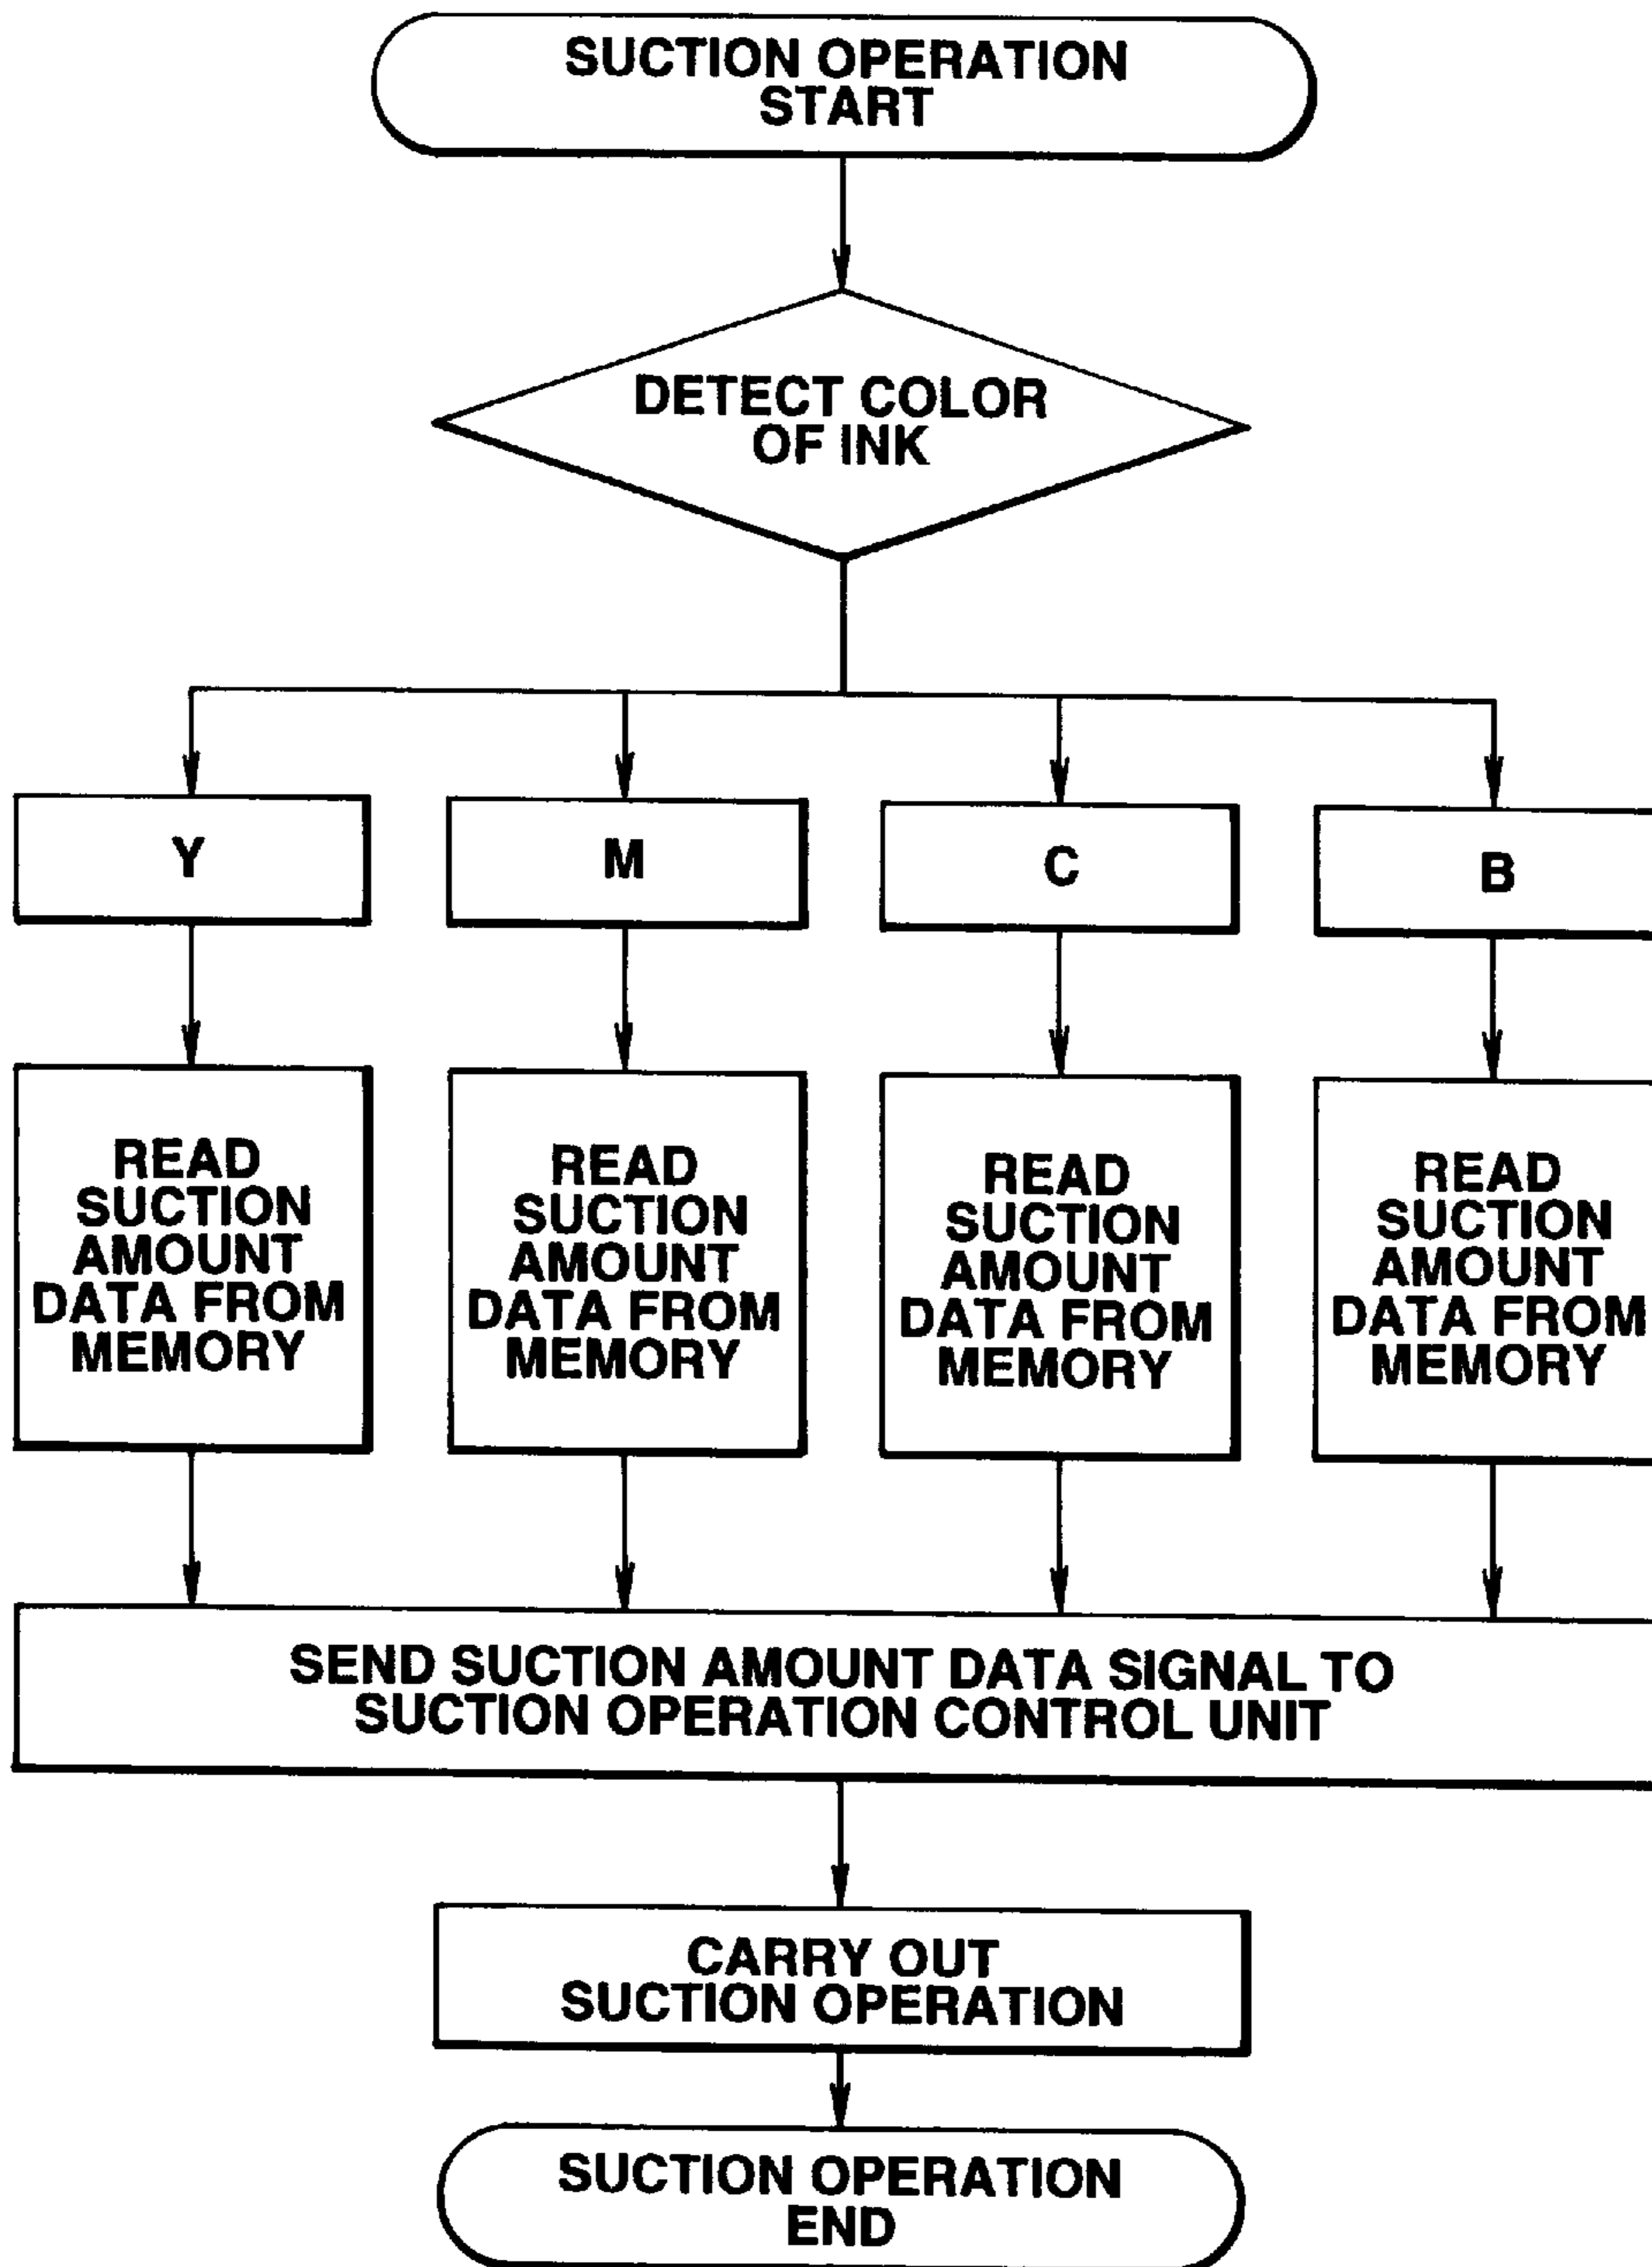 SUCTION OPERATION
START
DETECT COLOR
OF INK
Y
M
C
B
READ
SUCTION
AMOUNT
DATA FROM
MEMORY
READ
SUCTION
AMOUNT
DATA FROM
MEMORY
READ
SUCTION
AMOUNT
DATA FROM
MEMORY
READ
SUCTION
AMOUNT
DATA FROM
MEMORY
SEND SUCTION AMOUNT DATA SIGNAL TO
SUCTION OPERATION CONTROL UNIT
CARRY OUT
SUCTION OPERATION
SUCTION OPERATION
END